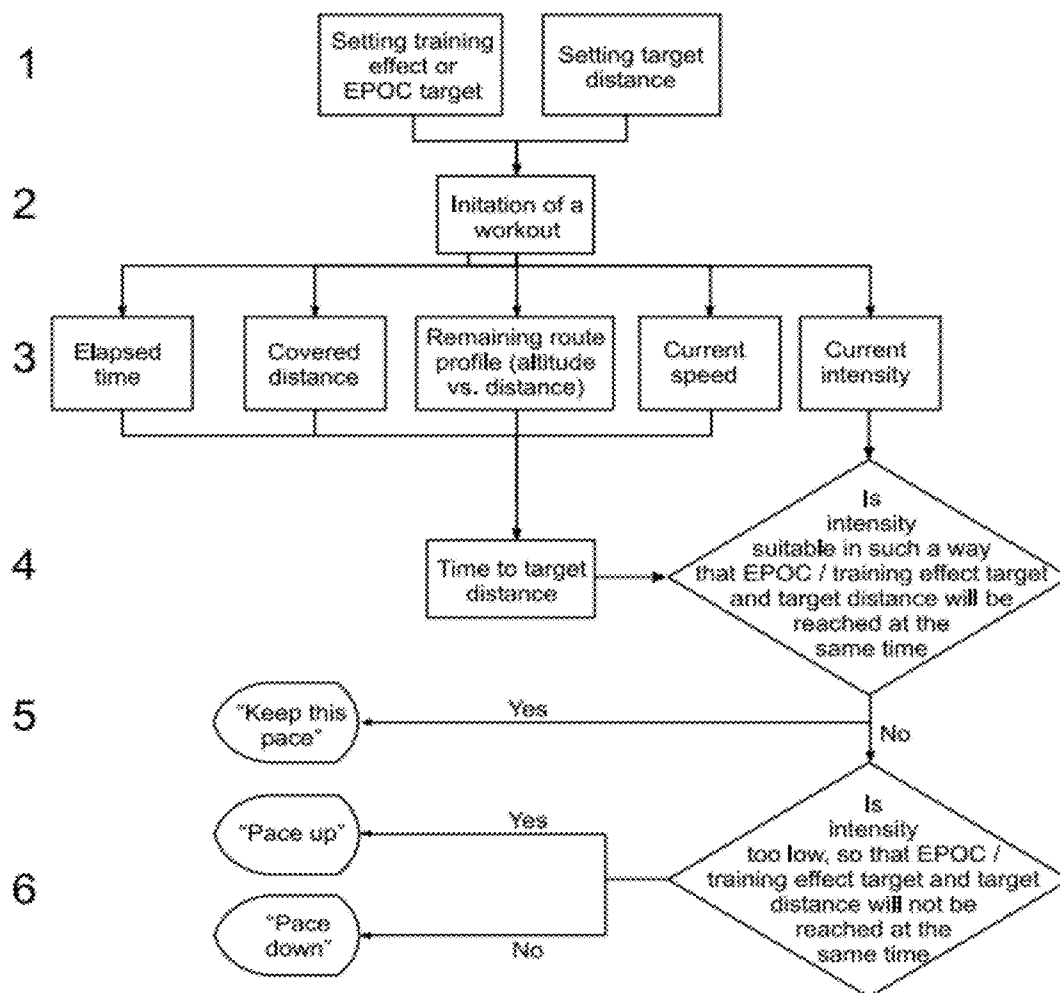 1
Setting training
effect or
EPOC target
Setting target
distance
2
Initation of a
workout
3
Elapsed
time
Covered
distance
Remaining route
profile (altitude
vs. distance)
Current
speed
Current
intensity
4
Time to target
distance
Is
intensity
suitable in such a way
that EPOC / training effect target
and target distance will be
reached at the
same time
5
"Keep this
pace"
Yes
No
6
"Pace up"
Yes
"Pace
down"
No
Is
intensity
too low, so that EPOC /
training effect target and target
distance will not be
reached at the
same time